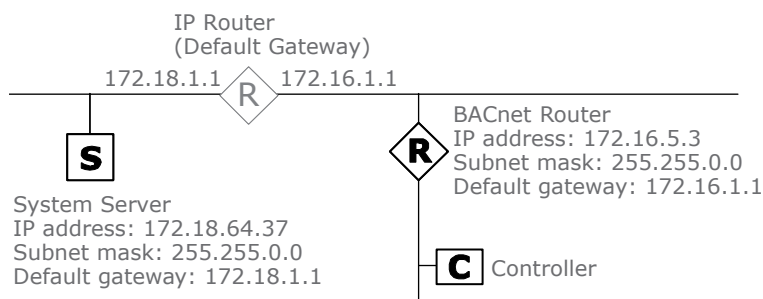 IP Router
(Default Gateway)
172.18.1.1
R
172.16.1.1
S
System Server
IP address: 172.18.64.37
Subnet mask: 255.255.0.0
Default gateway: 172.18.1.1
R
BACnet Router
IP address: 172.16.5.3
Subnet mask: 255.255.0.0
Default gateway: 172.16.1.1
C
Controller